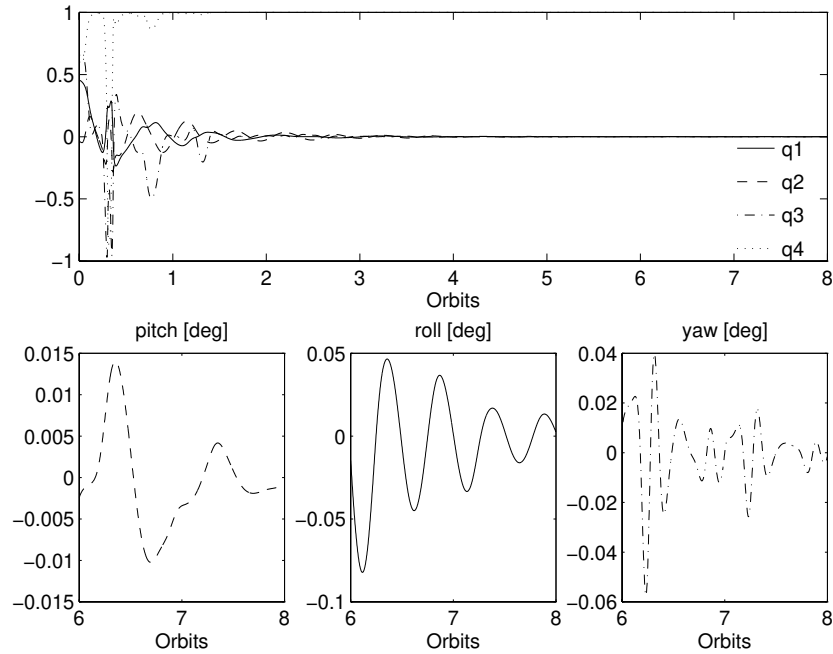 1
0.5
0
−0.5
−1
q1
q2
q3
q4
0 1 2 3 4 5 6 7 8
Orbits
pitch [deg]
0.015
0.01
0.005
0
−0.005
−0.01
−0.015
6 7 8
Orbits
roll [deg]
0.05
0
−0.05
−0.1
6 7 8
Orbits
yaw [deg]
0.04
0.02
0
−0.02
−0.04
−0.06
6 7 8
Orbits